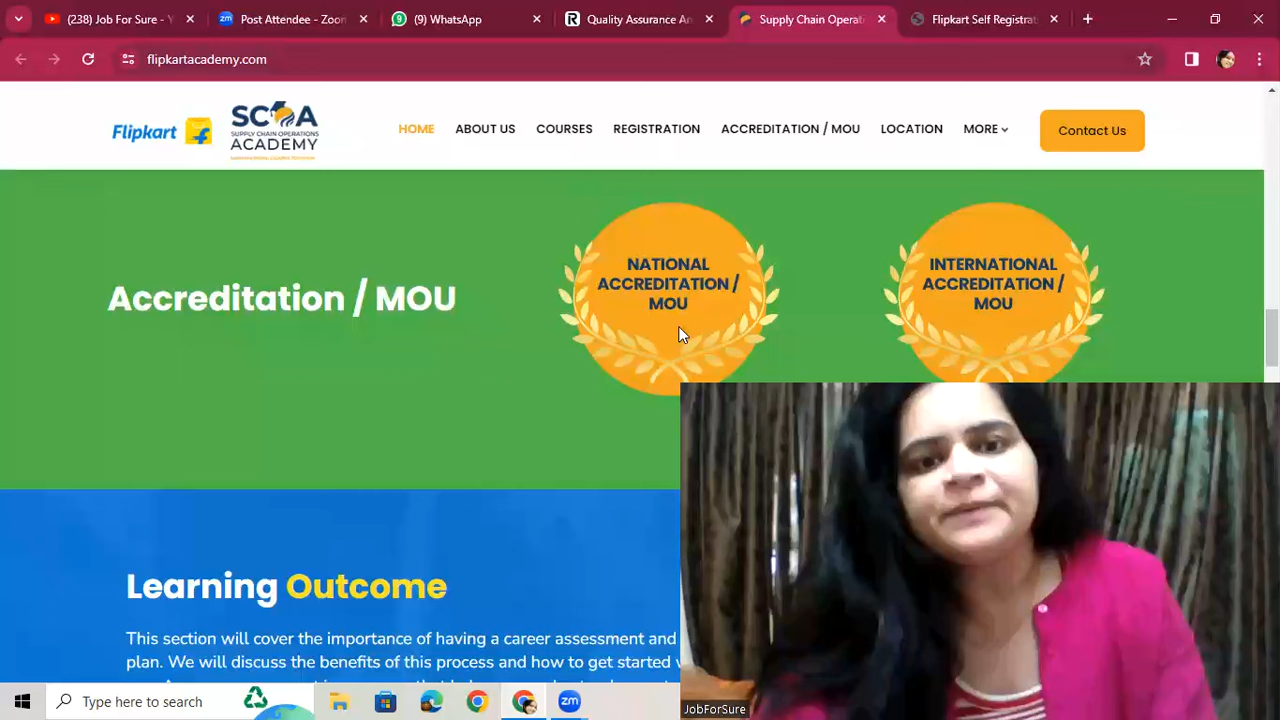 (238) Job For Sure - Y
Post Attendee - Zoom
(9) WhatsApp
Quality Assurance An
Supply Chain Operati
Flipkart Self Registrat
flipkartacademy.com
Flipkart
SCOA
SUPPLY CHAIN OPERATIONS
ACADEMY
HOME
ABOUT US
COURSES
REGISTRATION
ACCREDITATION / MOU
LOCATION
MORE
Contact Us
Accreditation / MOU
NATIONAL
ACCREDITATION /
MOU
INTERNATIONAL
ACCREDITATION /
MOU
Learning Outcome
This section will cover the importance of having a career assessment and
plan. We will discuss the benefits of this process and how to get started
Type here to search
JobForSure